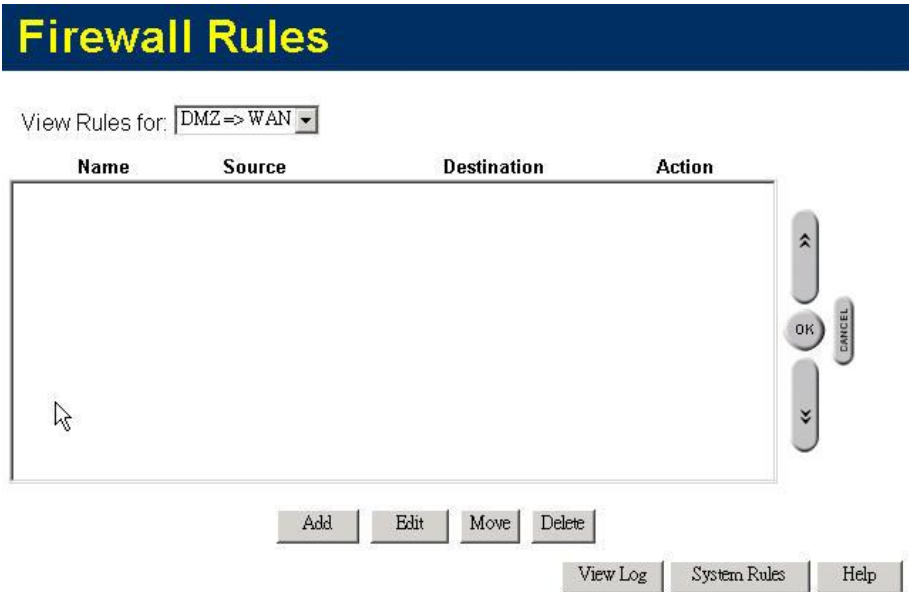 Firewall Rules
View Rules for: DMZ => WAN
Name Source Destination Action
OK
CANCEL
Add Edit Move Delete
View Log System Rules Help